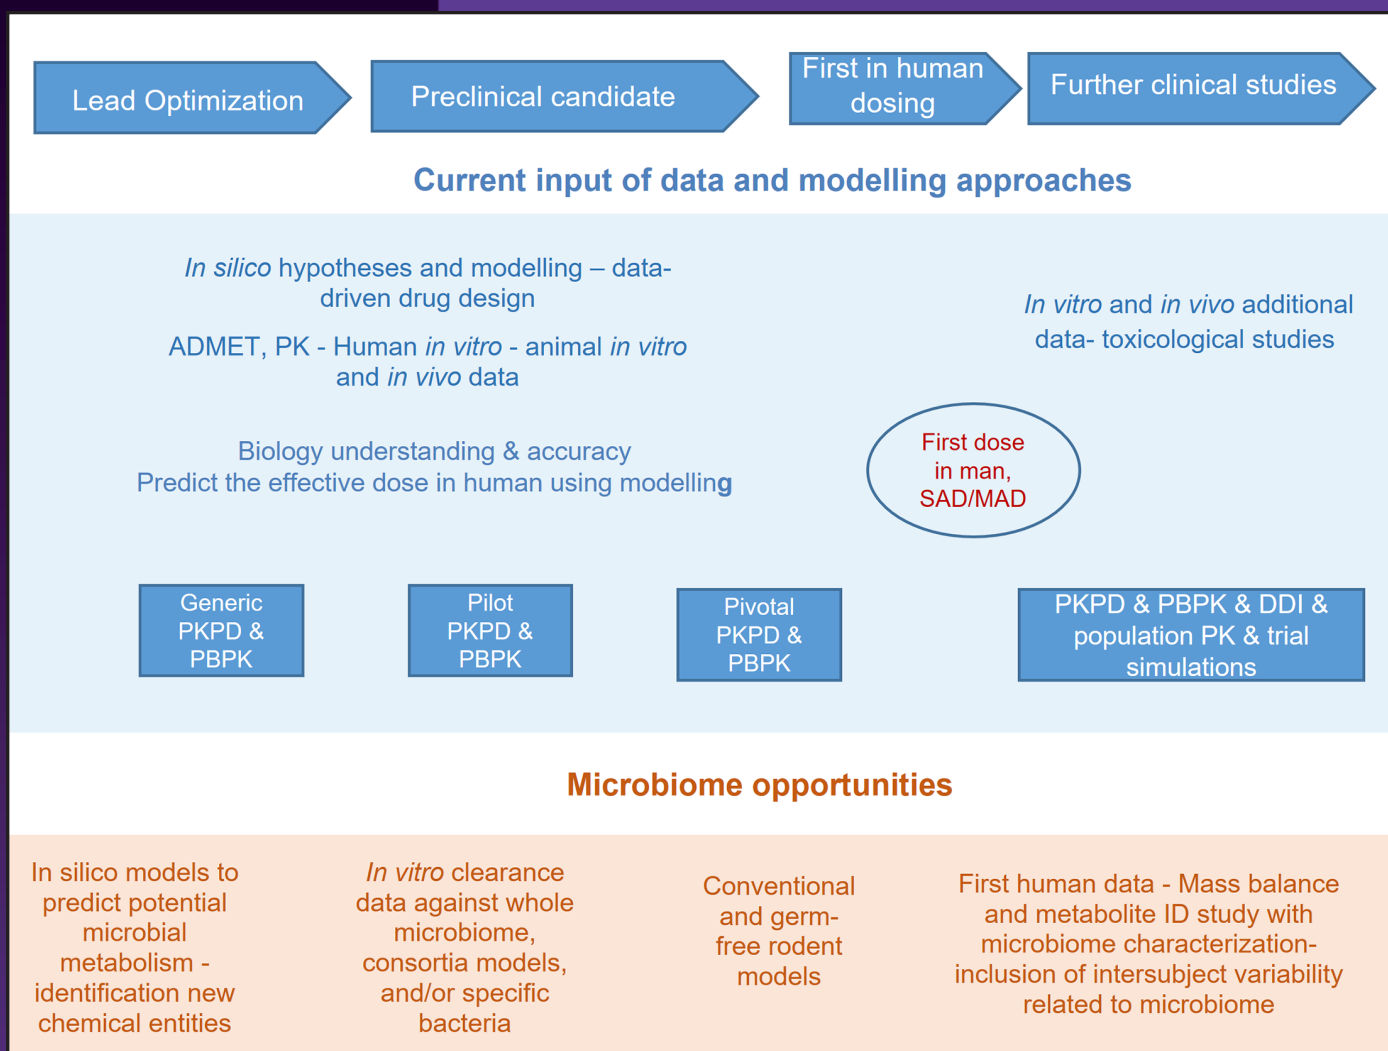 Lead Optimization
Preclinical candidate
First in human
dosing
Further clinical studies
Current input of data and modelling approaches
In silico hypotheses and modelling – data-
driven drug design
ADMET, PK - Human in vitro - animal in vitro
and in vivo data
In vitro and in vivo additional
data- toxicological studies
Biology understanding & accuracy
Predict the effective dose in human using modelling
First dose
in man,
SAD/MAD
Generic
PKPD &
PBPK
Pilot
PKPD &
PBPK
Pivotal
PKPD &
PBPK
PKPD & PBPK & DDI &
population PK & trial
simulations
Microbiome opportunities
In silico models to
predict potential
microbial
metabolism -
identification new
chemical entities
In vitro clearance
data against whole
microbiome,
consortia models,
and/or specific
bacteria
Conventional
and germ-
free rodent
models
First human data - Mass balance
and metabolite ID study with
microbiome characterization-
inclusion of intersubject variability
related to microbiome